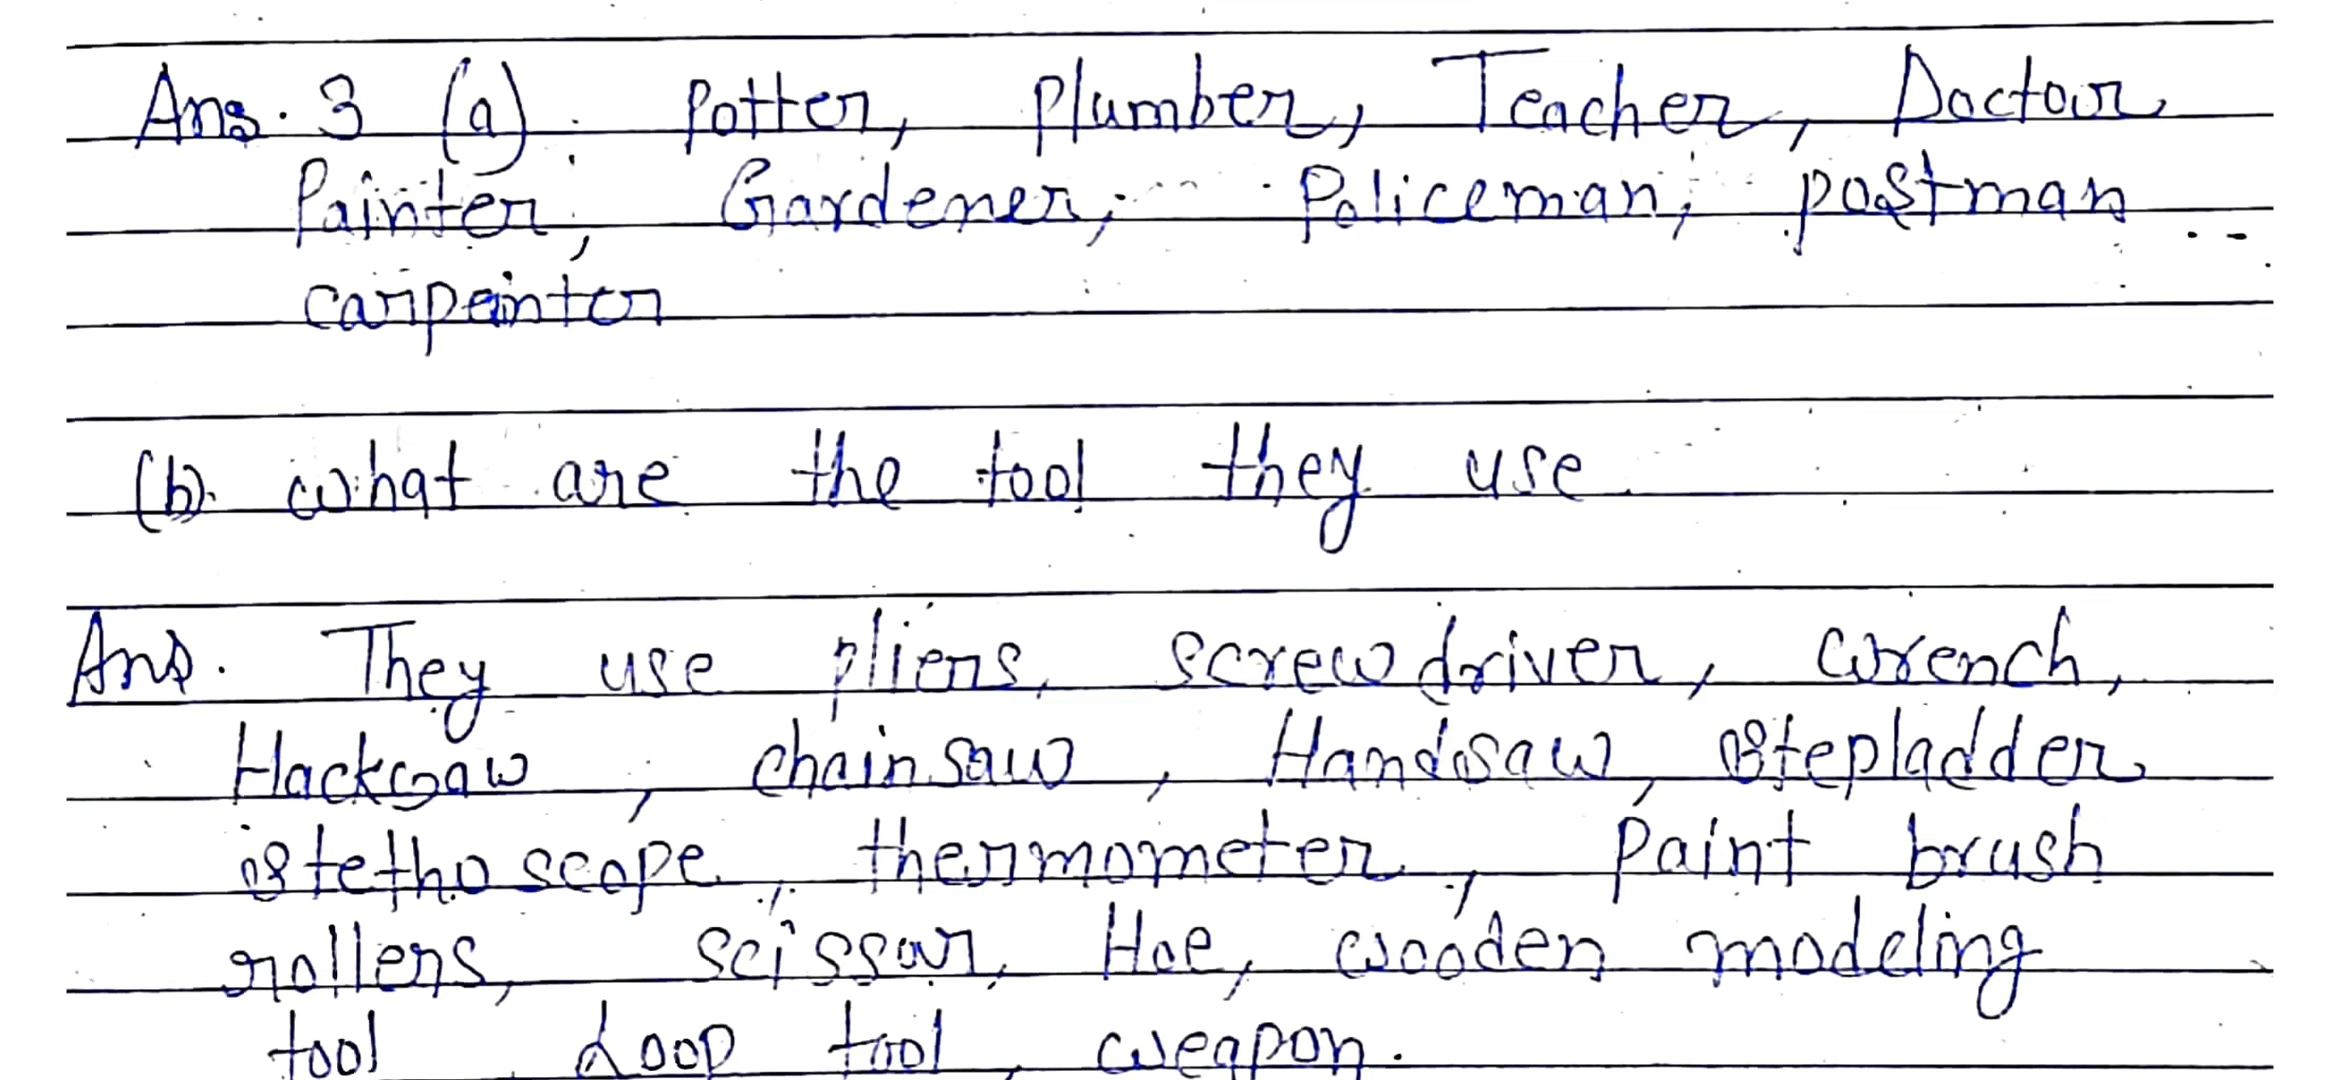 Ans. 3 (a). Potter, Plumber, Teacher, Doctor
Painter, Gardener, Policeman, postman
carpainter
(b). what are the tool they use
Ans. They use pliers, screwdriver, wrench,
Hacksaw, chainsaw, Handsaw, stepladder
stethoscope, thermometer, Paint brush
rollers, scissor, Hoe, wooden modeling
tool, Loop tool, weapon.